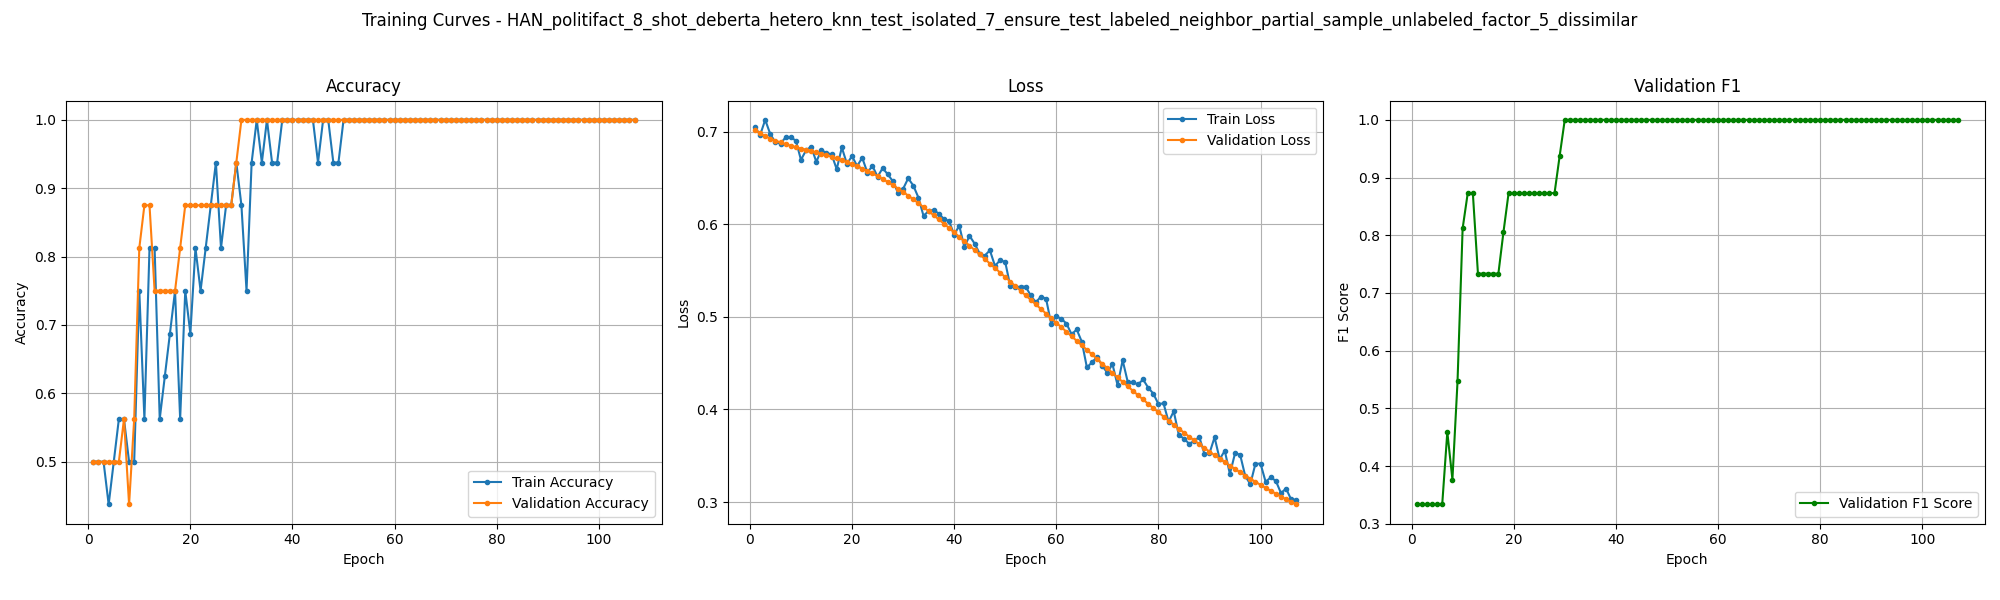 Training Curves - HAN_politifact_8_shot_deberta_hetero_knn_test_isolated_7_ensure_test_labeled_neighbor_partial_sample_unlabeled_factor_5_dissimilar
Accuracy
1.0
0.9
0.8
0.7
0.6
0.5
Accuracy
Train Accuracy
Validation Accuracy
0 20 40 60 80 100
Epoch
Loss
0.7
0.6
0.5
0.4
0.3
Loss
Train Loss
Validation Loss
0 20 40 60 80 100
Epoch
Validation F1
1.0
0.9
0.8
0.7
0.6
0.5
0.4
0.3
F1 Score
Validation F1 Score
0 20 40 60 80 100
Epoch